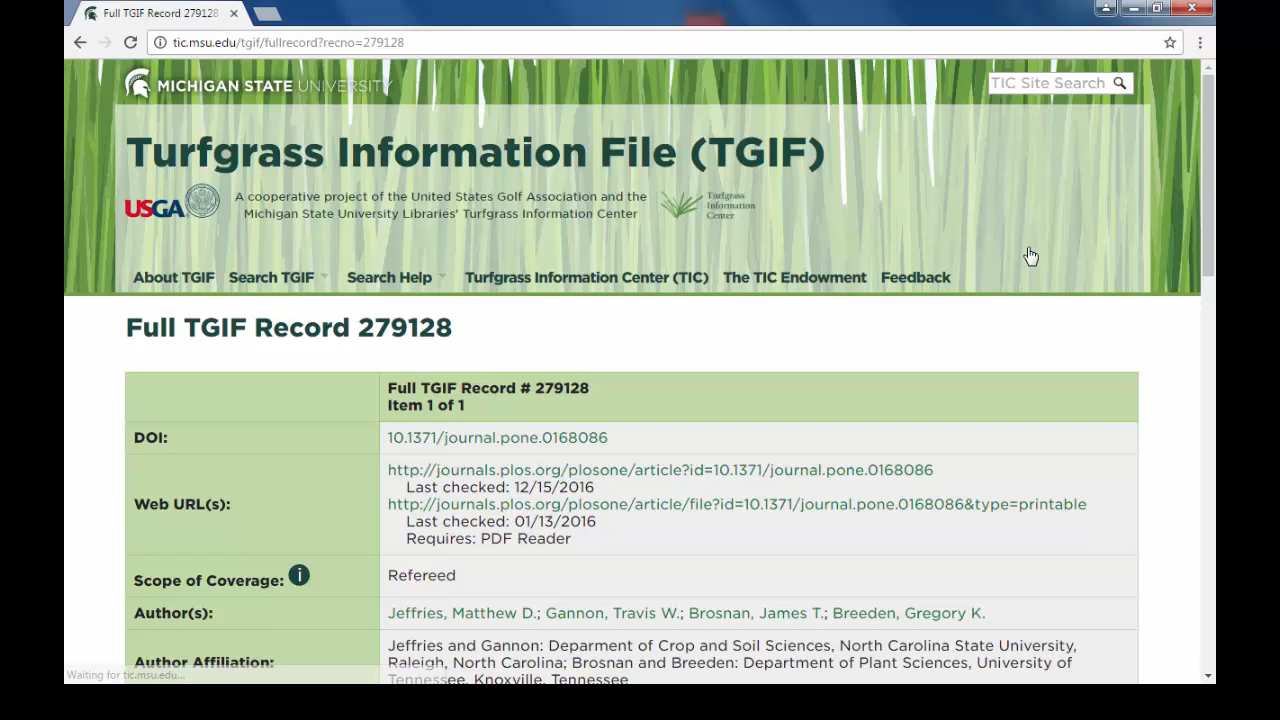 Full TGIF Record 279128
tic.msu.edu/tgif/fullrecord?recno=279128
MICHIGAN STATE UNIVERSITY
TIC Site Search
Turfgrass Information File (TGIF)
USGA
A cooperative project of the United States Golf Association and the
Michigan State University Libraries' Turfgrass Information Center
Turfgrass
Information
Center
About TGIF Search TGIF Search Help Turfgrass Information Center (TIC) The TIC Endowment Feedback
Full TGIF Record 279128
Full TGIF Record # 279128
Item 1 of 1
DOI: 10.1371/journal.pone.0168086
Web URL(s):
http://journals.plos.org/plosone/article?id=10.1371/journal.pone.0168086
Last checked: 12/15/2016
http://journals.plos.org/plosone/article/file?id=10.1371/journal.pone.0168086&type=printable
Last checked: 01/13/2016
Requires: PDF Reader
Scope of Coverage: i Refereed
Author(s): Jeffries, Matthew D.; Gannon, Travis W.; Brosnan, James T.; Breeden, Gregory K.
Author Affiliation:
Jeffries and Gannon: Deparment of Crop and Soil Sciences, North Carolina State University,
Raleigh, North Carolina; Brosnan and Breeden: Department of Plant Sciences, University of
Tennessee, Knoxville, Tennessee
Waiting for tic.msu.edu...